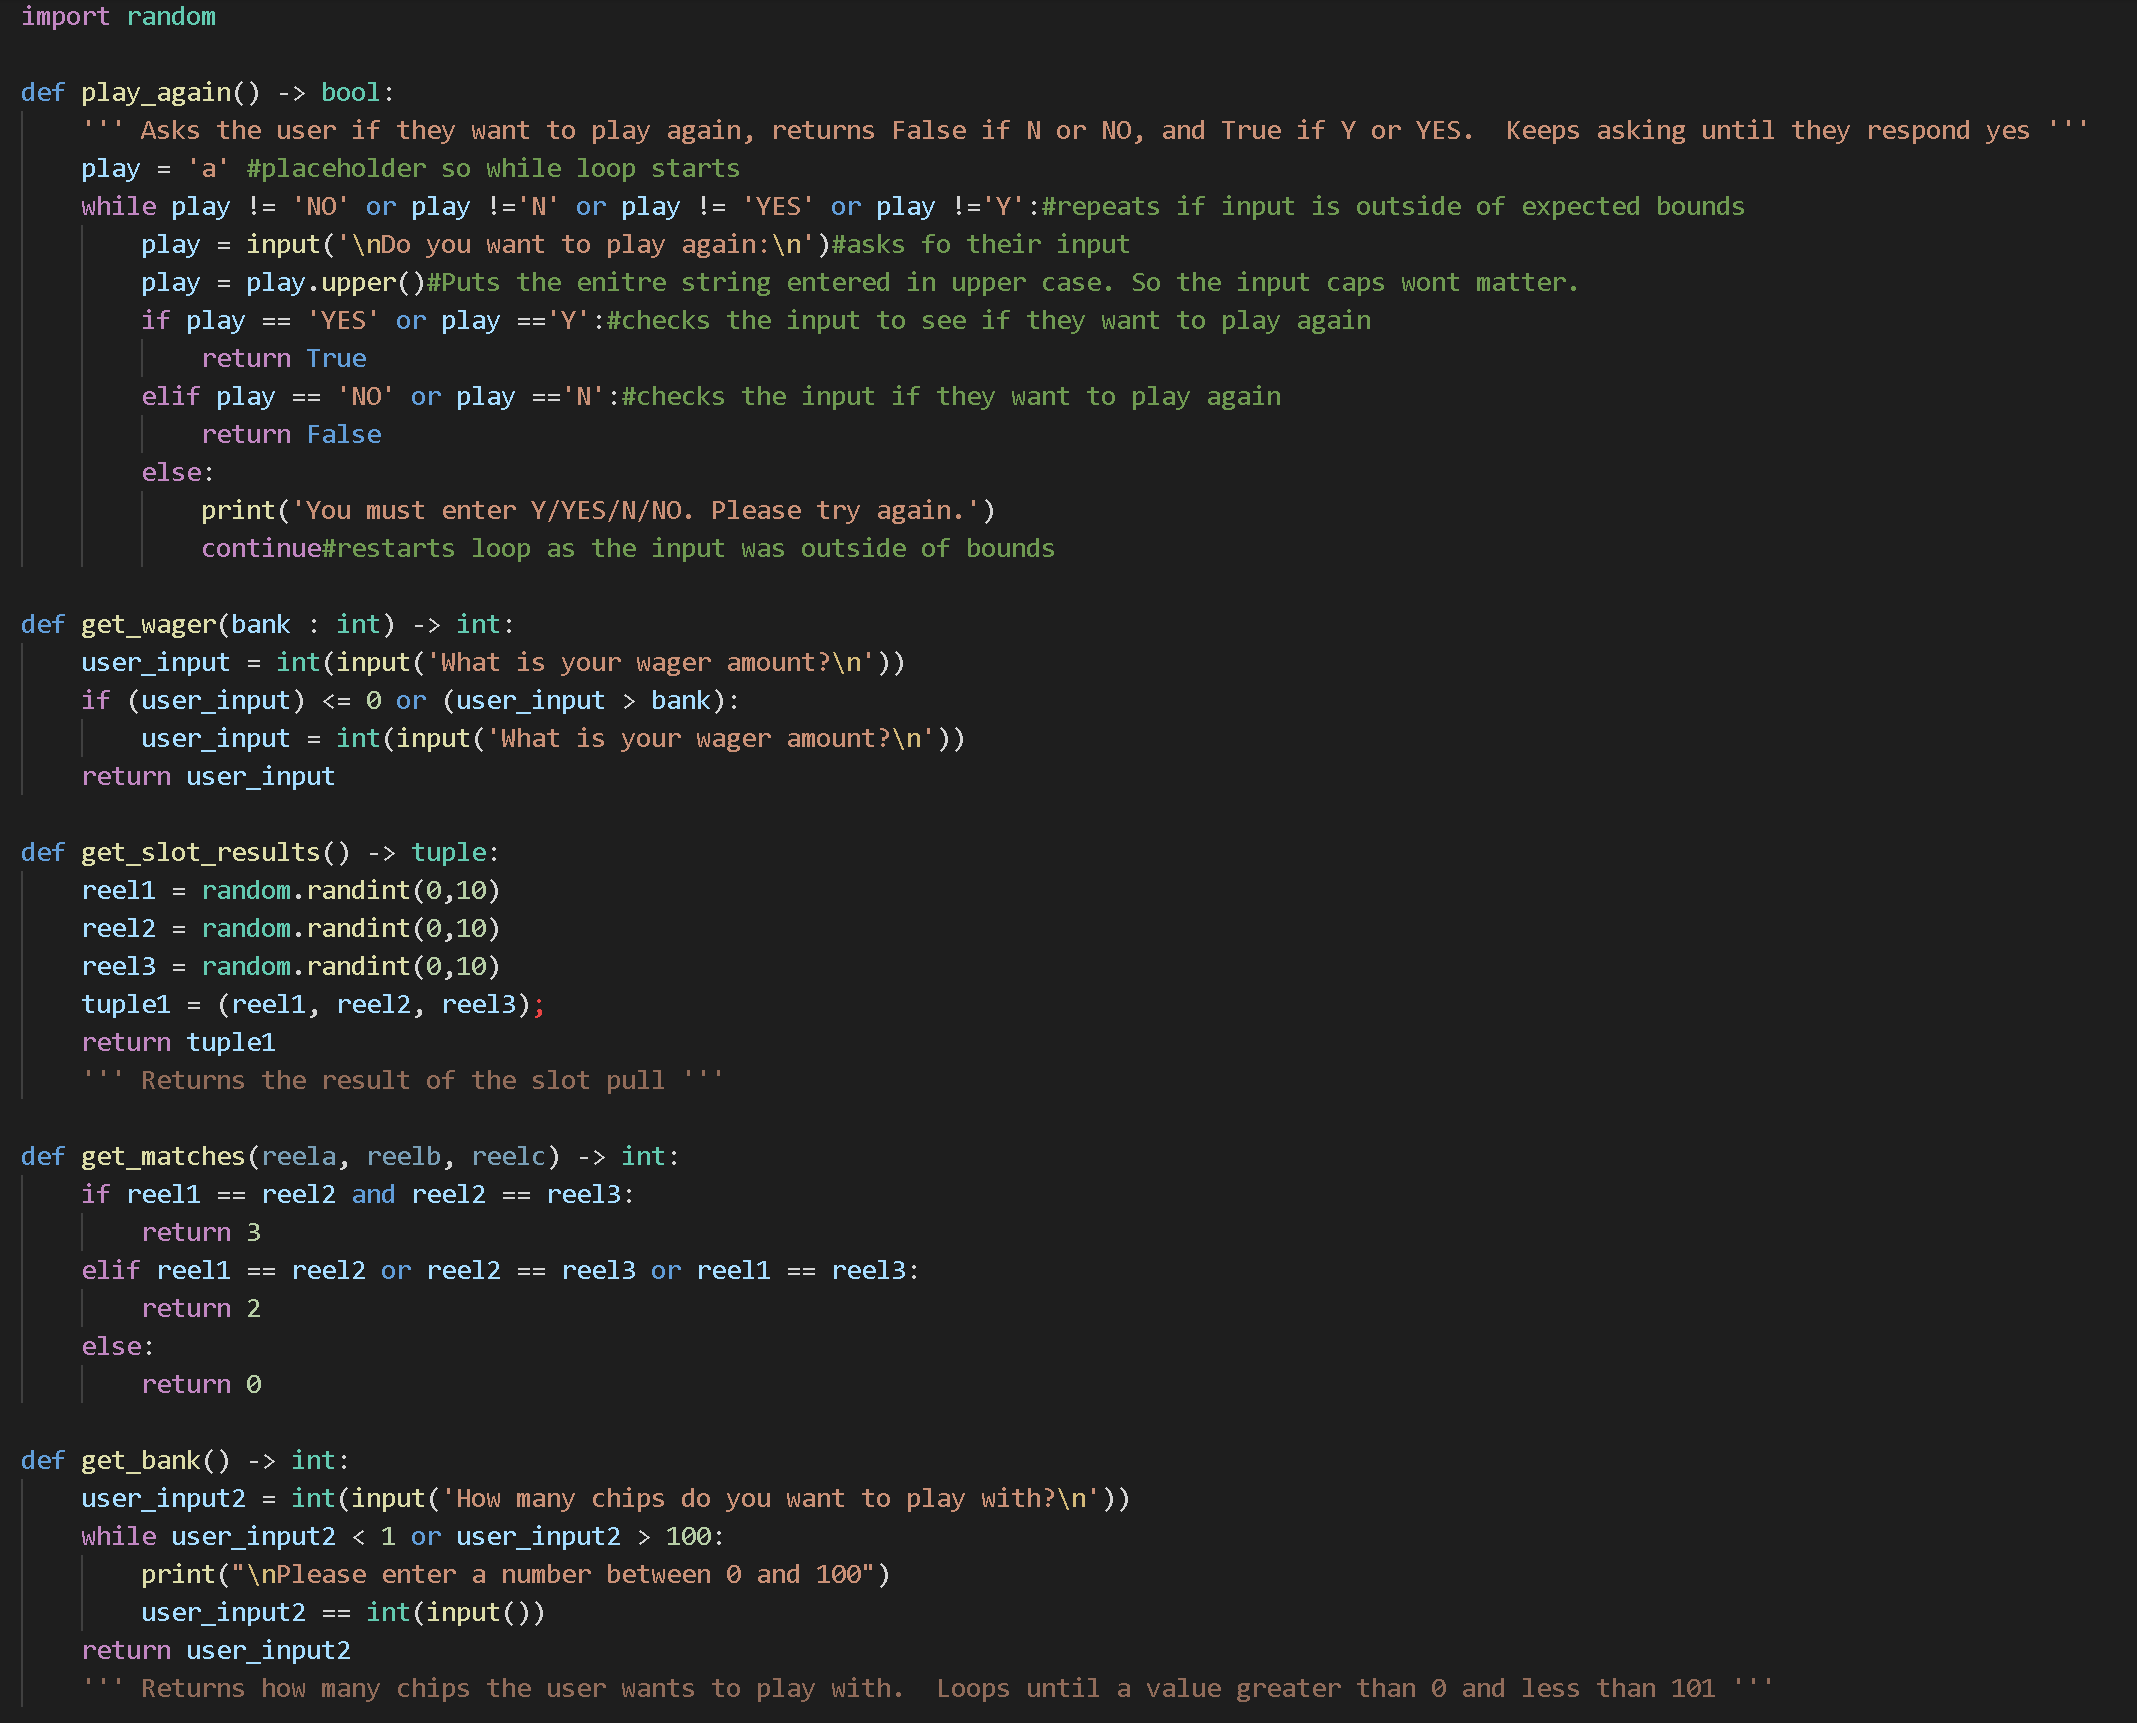 import random
def play_again() -> bool:
''' Asks the user if they want to play again, returns False if N or NO, and True if Y or YES.  Keeps asking until they respond yes '''
play = 'a' #placeholder so while loop starts
while play != 'NO' or play !='N' or play != 'YES' or play !='Y':#repeats if input is outside of expected bounds
play = input('\nDo you want to play again:\n')#asks fo their input
play = play.upper()#Puts the enitre string entered in upper case. So the input caps wont matter.
if play == 'YES' or play =='Y':#checks the input to see if they want to play again
return True
elif play == 'NO' or play =='N':#checks the input if they want to play again
return False
else:
print('You must enter Y/YES/N/NO. Please try again.')
continue#restarts loop as the input was outside of bounds
def get_wager(bank : int) -> int:
user_input = int(input('What is your wager amount?\n'))
if (user_input) <= 0 or (user_input > bank):
user_input = int(input('What is your wager amount?\n'))
return user_input
def get_slot_results() -> tuple:
reel1 = random.randint(0,10)
reel2 = random.randint(0,10)
reel3 = random.randint(0,10)
tuple1 = (reel1, reel2, reel3);
return tuple1
''' Returns the result of the slot pull '''
def get_matches(reela, reelb, reelc) -> int:
if reel1 == reel2 and reel2 == reel3:
return 3
elif reel1 == reel2 or reel2 == reel3 or reel1 == reel3:
return 2
else:
return 0
def get_bank() -> int:
user_input2 = int(input('How many chips do you want to play with?\n'))
while user_input2 < 1 or user_input2 > 100:
print("\nPlease enter a number between 0 and 100")
user_input2 == int(input())
return user_input2
''' Returns how many chips the user wants to play with.  Loops until a value greater than 0 and less than 101 '''